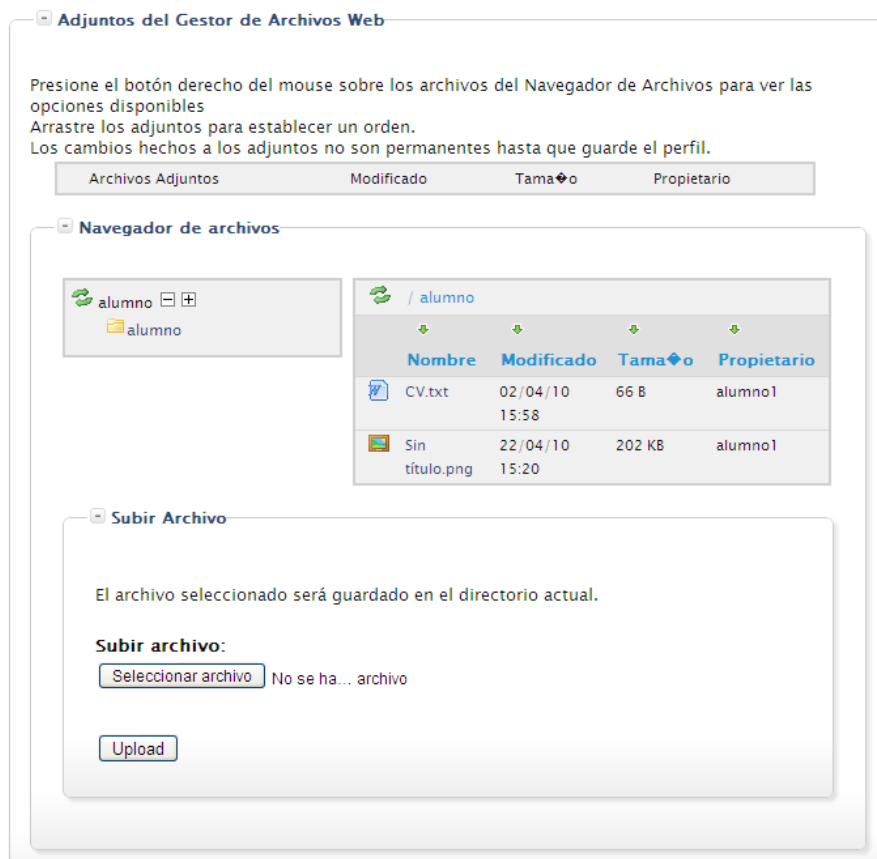 Adjuntos del Gestor de Archivos Web
Presione el botón derecho del mouse sobre los archivos del Navegador de Archivos para ver las
opciones disponibles
Arrastre los adjuntos para establecer un orden.
Los cambios hechos a los adjuntos no son permanentes hasta que guarde el perfil.
Archivos Adjuntos Modificado Tama�o Propietario
Navegador de archivos
alumno
alumno
/ alumno
Nombre Modificado Tama�o Propietario
CV.txt 02/04/10 66 B alumno1
15:58
Sin 22/04/10 202 KB alumno1
título.png 15:20
Subir Archivo
El archivo seleccionado será guardado en el directorio actual.
Subir archivo:
Seleccionar archivo No se ha... archivo
Upload